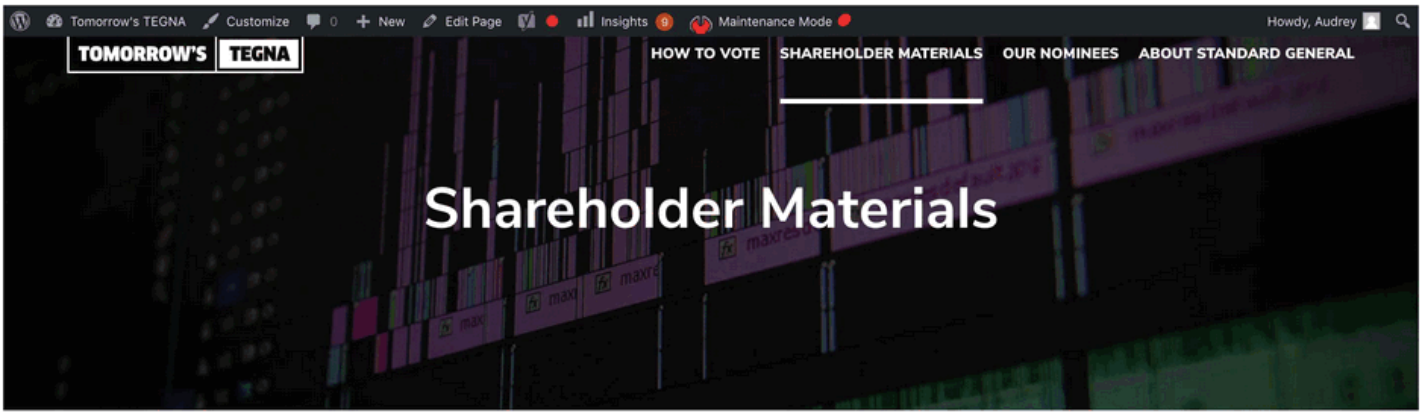 Tomorrow's TEGNA Customize 0 New Edit Page Insights 9 Maintenance Mode Howdy, Audrey
TOMORROW'S TEGNA HOW TO VOTE SHAREHOLDER MATERIALS OUR NOMINEES ABOUT STANDARD GENERAL
Shareholder Materials